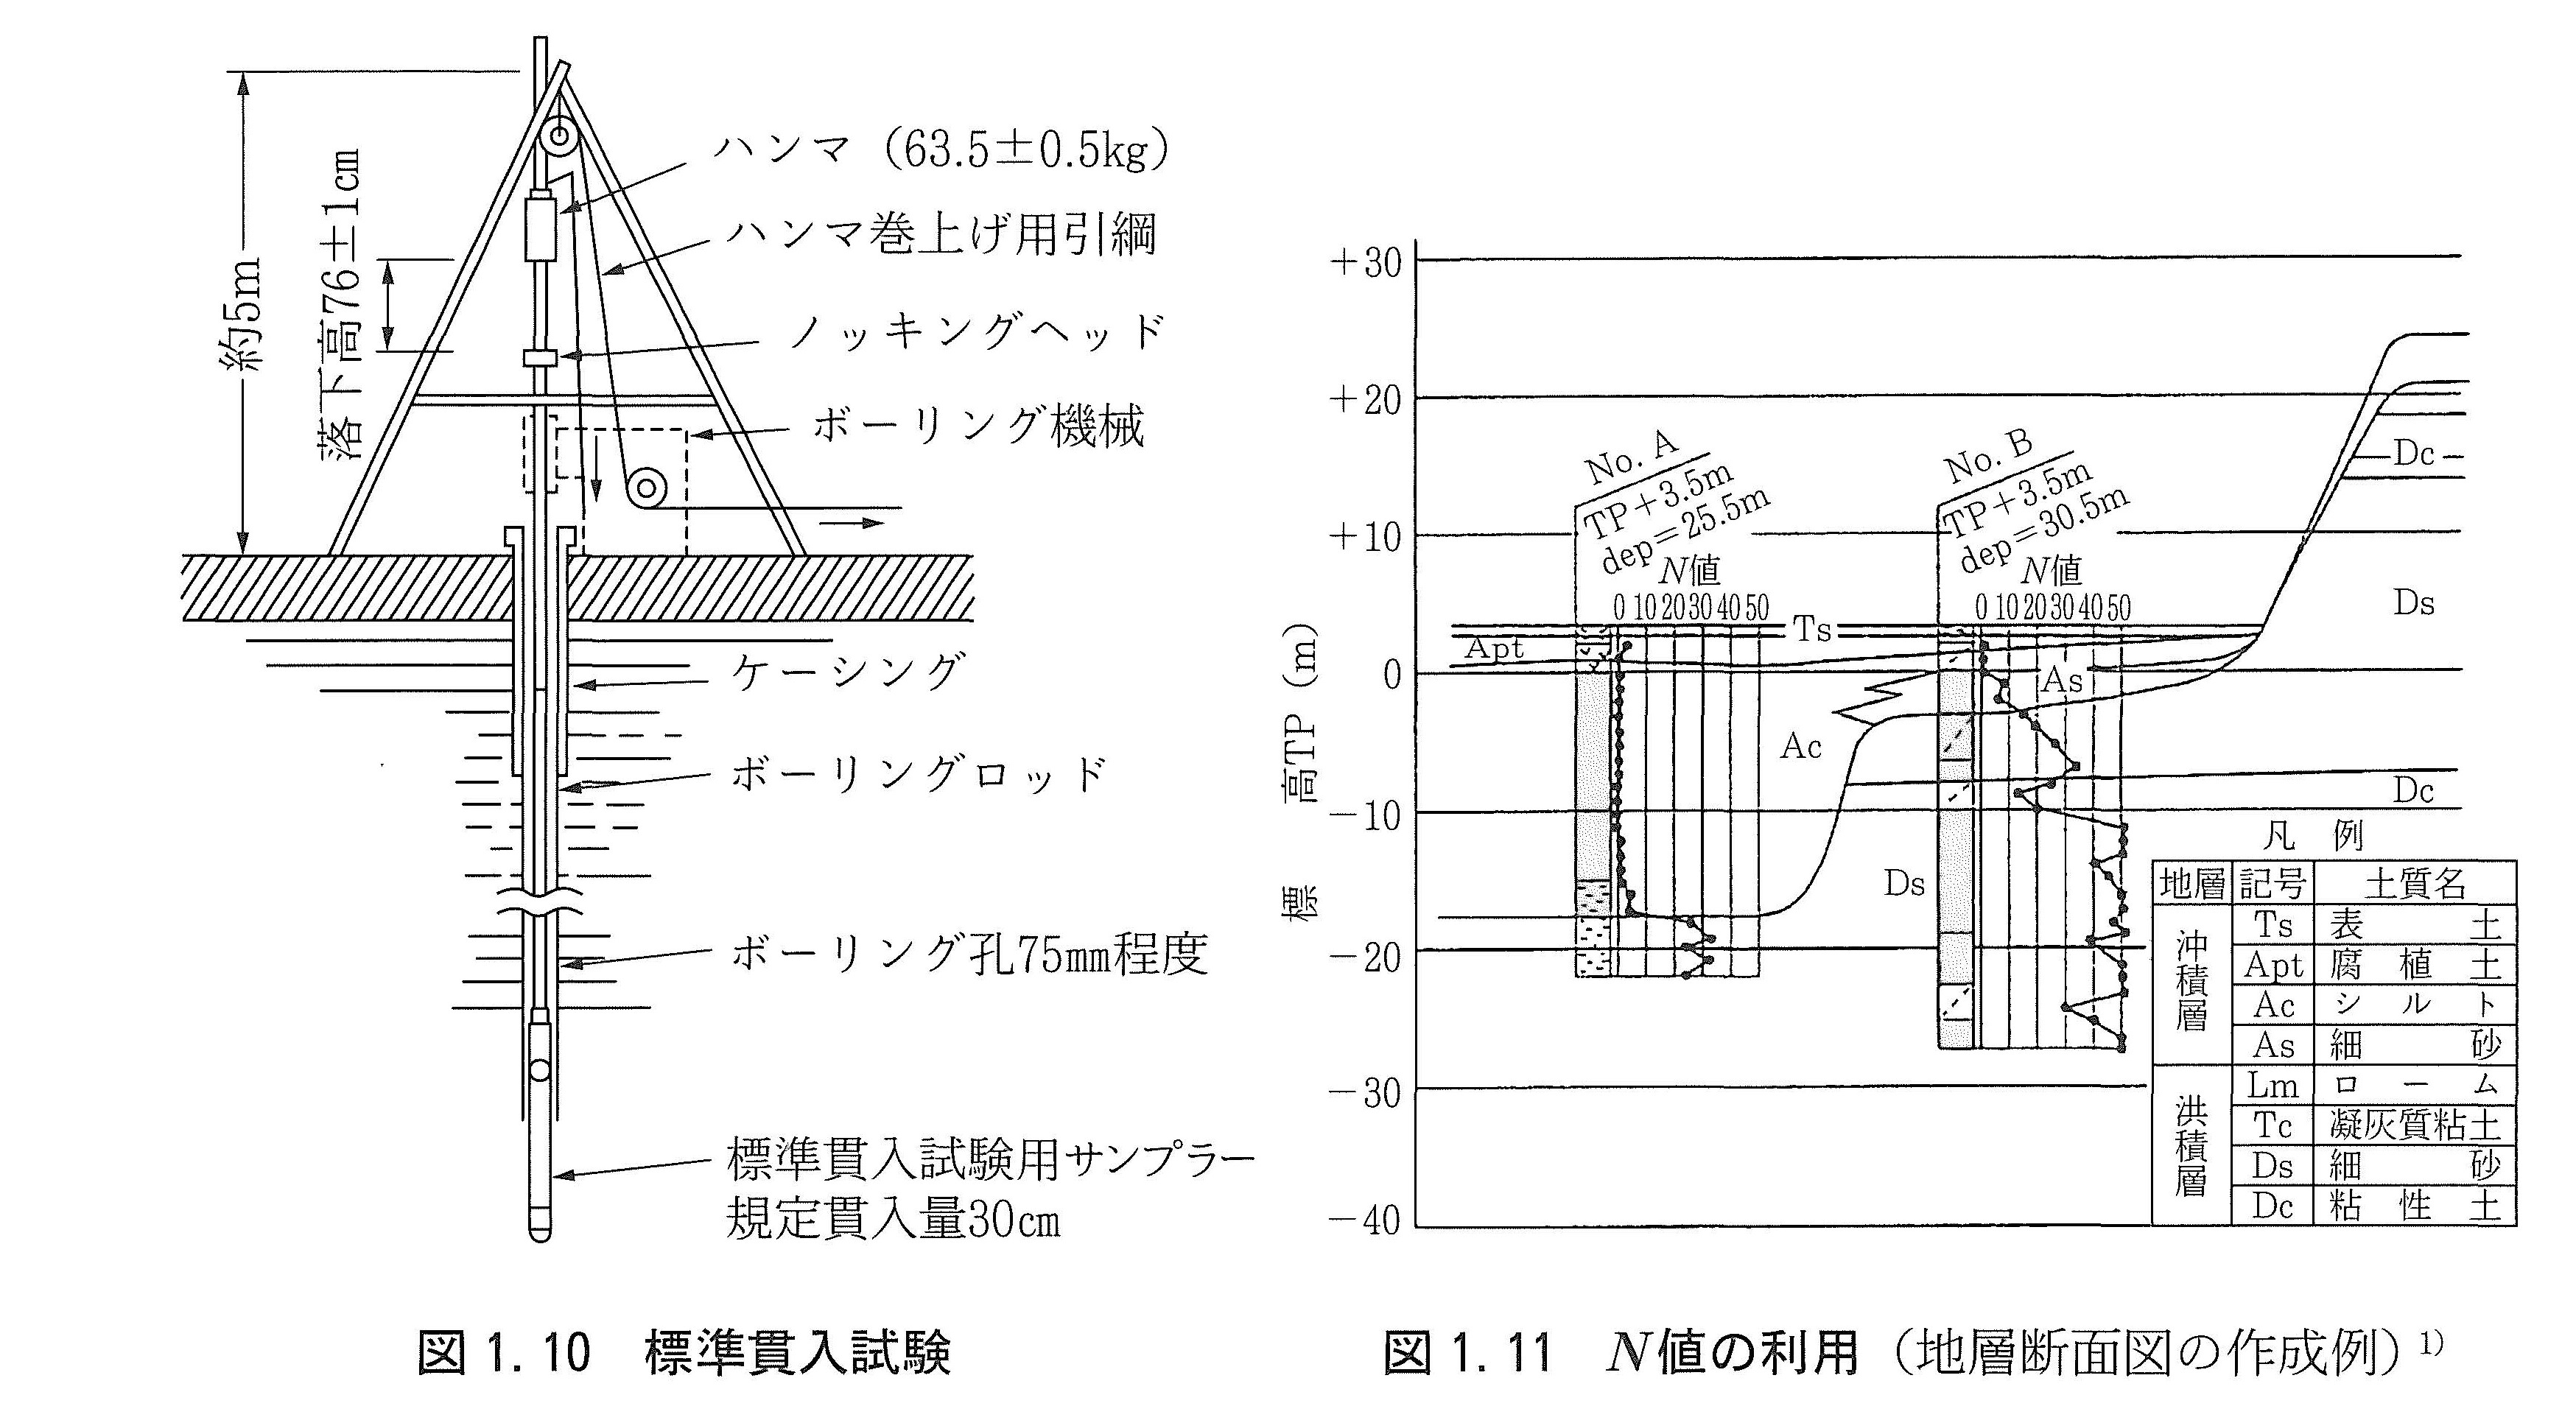 約5m
落下高76±1cm
ハンマ（63.5±0.5kg）
ハンマ巻上げ用引綱
ノッキングヘッド
ボーリング機械
ケーシング
ボーリングロッド
ボーリング孔75mm程度
標準貫入試験用サンプラー
規定貫入量30cm
図1.10　標準貫入試験
標　高TP（m）
+30
+20
+10
0
−10
−20
−30
−40
No. A
TP+3.5m
dep=25.5m
N値
0 10 20 30 40 50
No. B
TP+3.5m
dep=30.5m
N値
0 10 20 30 40 50
Ts
Apt
As
Ac
Ds
Dc
Ds
Dc
凡　例
地層 記号 土質名
沖積層
Ts 表土
Apt 腐植土
Ac シルト
As 細砂
洪積層
Lm ローム
Tc 凝灰質粘土
Ds 細砂
Dc 粘性土
図1.11　N値の利用（地層断面図の作成例）1)